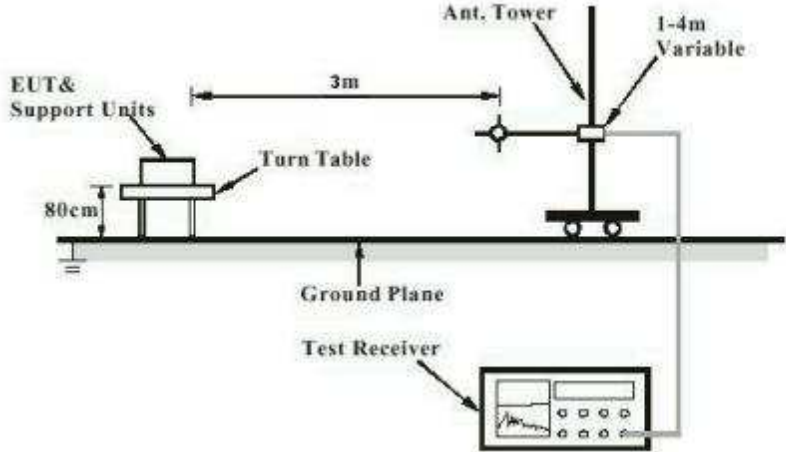 Ant. Tower
1-4m
Variable
EUT&
Support Units
3m
Turn Table
80cm
Ground Plane
Test Receiver